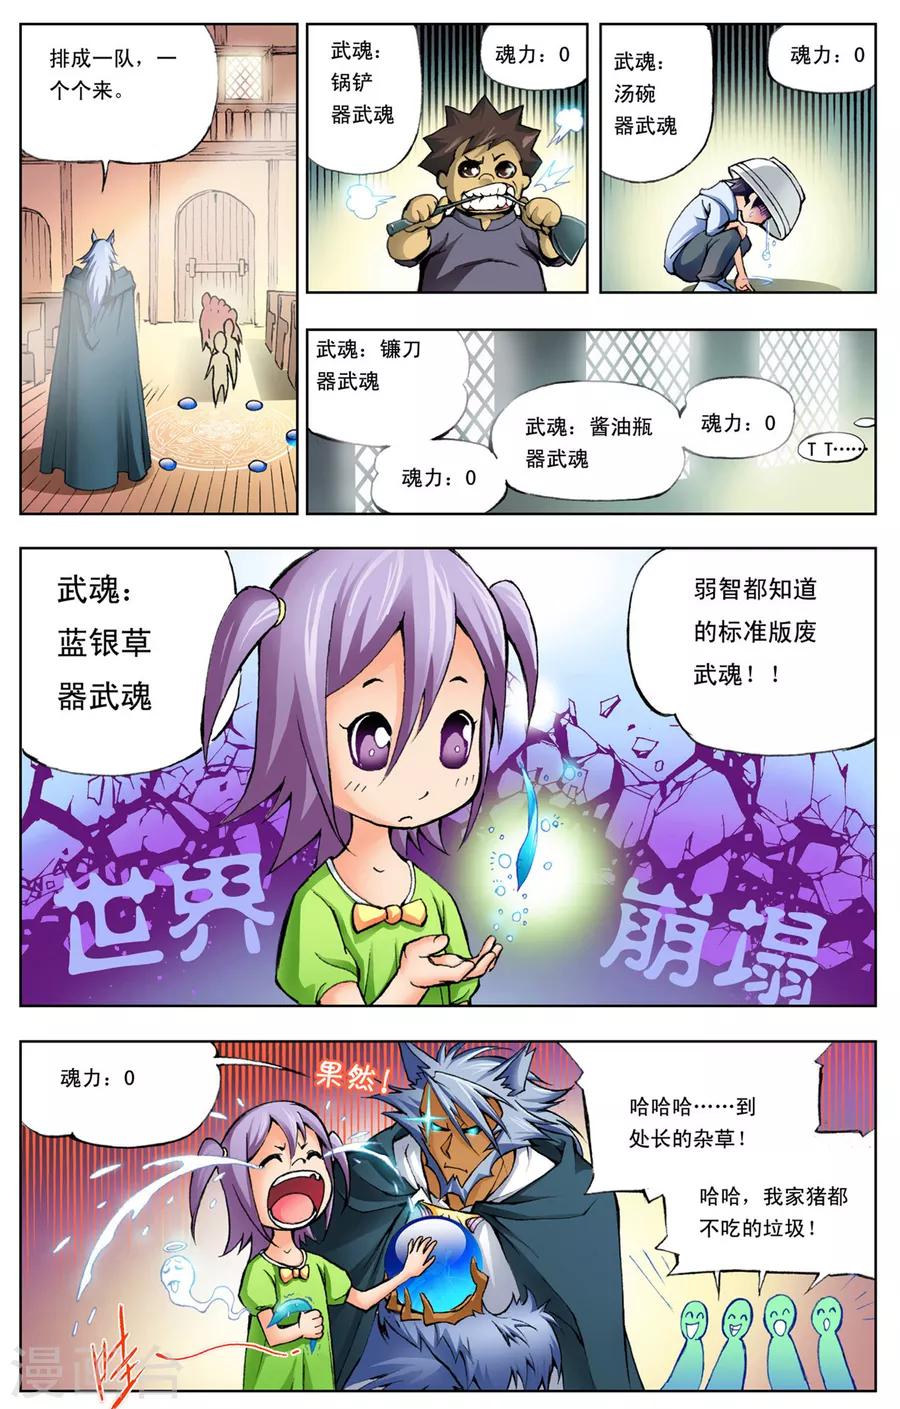 排成一队，一
个个来。
武魂：
锅铲
器武魂
魂力：0
武魂：
汤碗
器武魂
魂力：0
武魂：镰刀
器武魂
魂力：0
武魂：酱油瓶
器武魂
魂力：0
T T……
武魂：
蓝银草
器武魂
弱智都知道
的标准版废
武魂！！
世界
崩塌
魂力：0
果然！
哈哈哈……到
处长的杂草！
哈哈，我家猪都
不吃的垃圾！
哇
漫画台